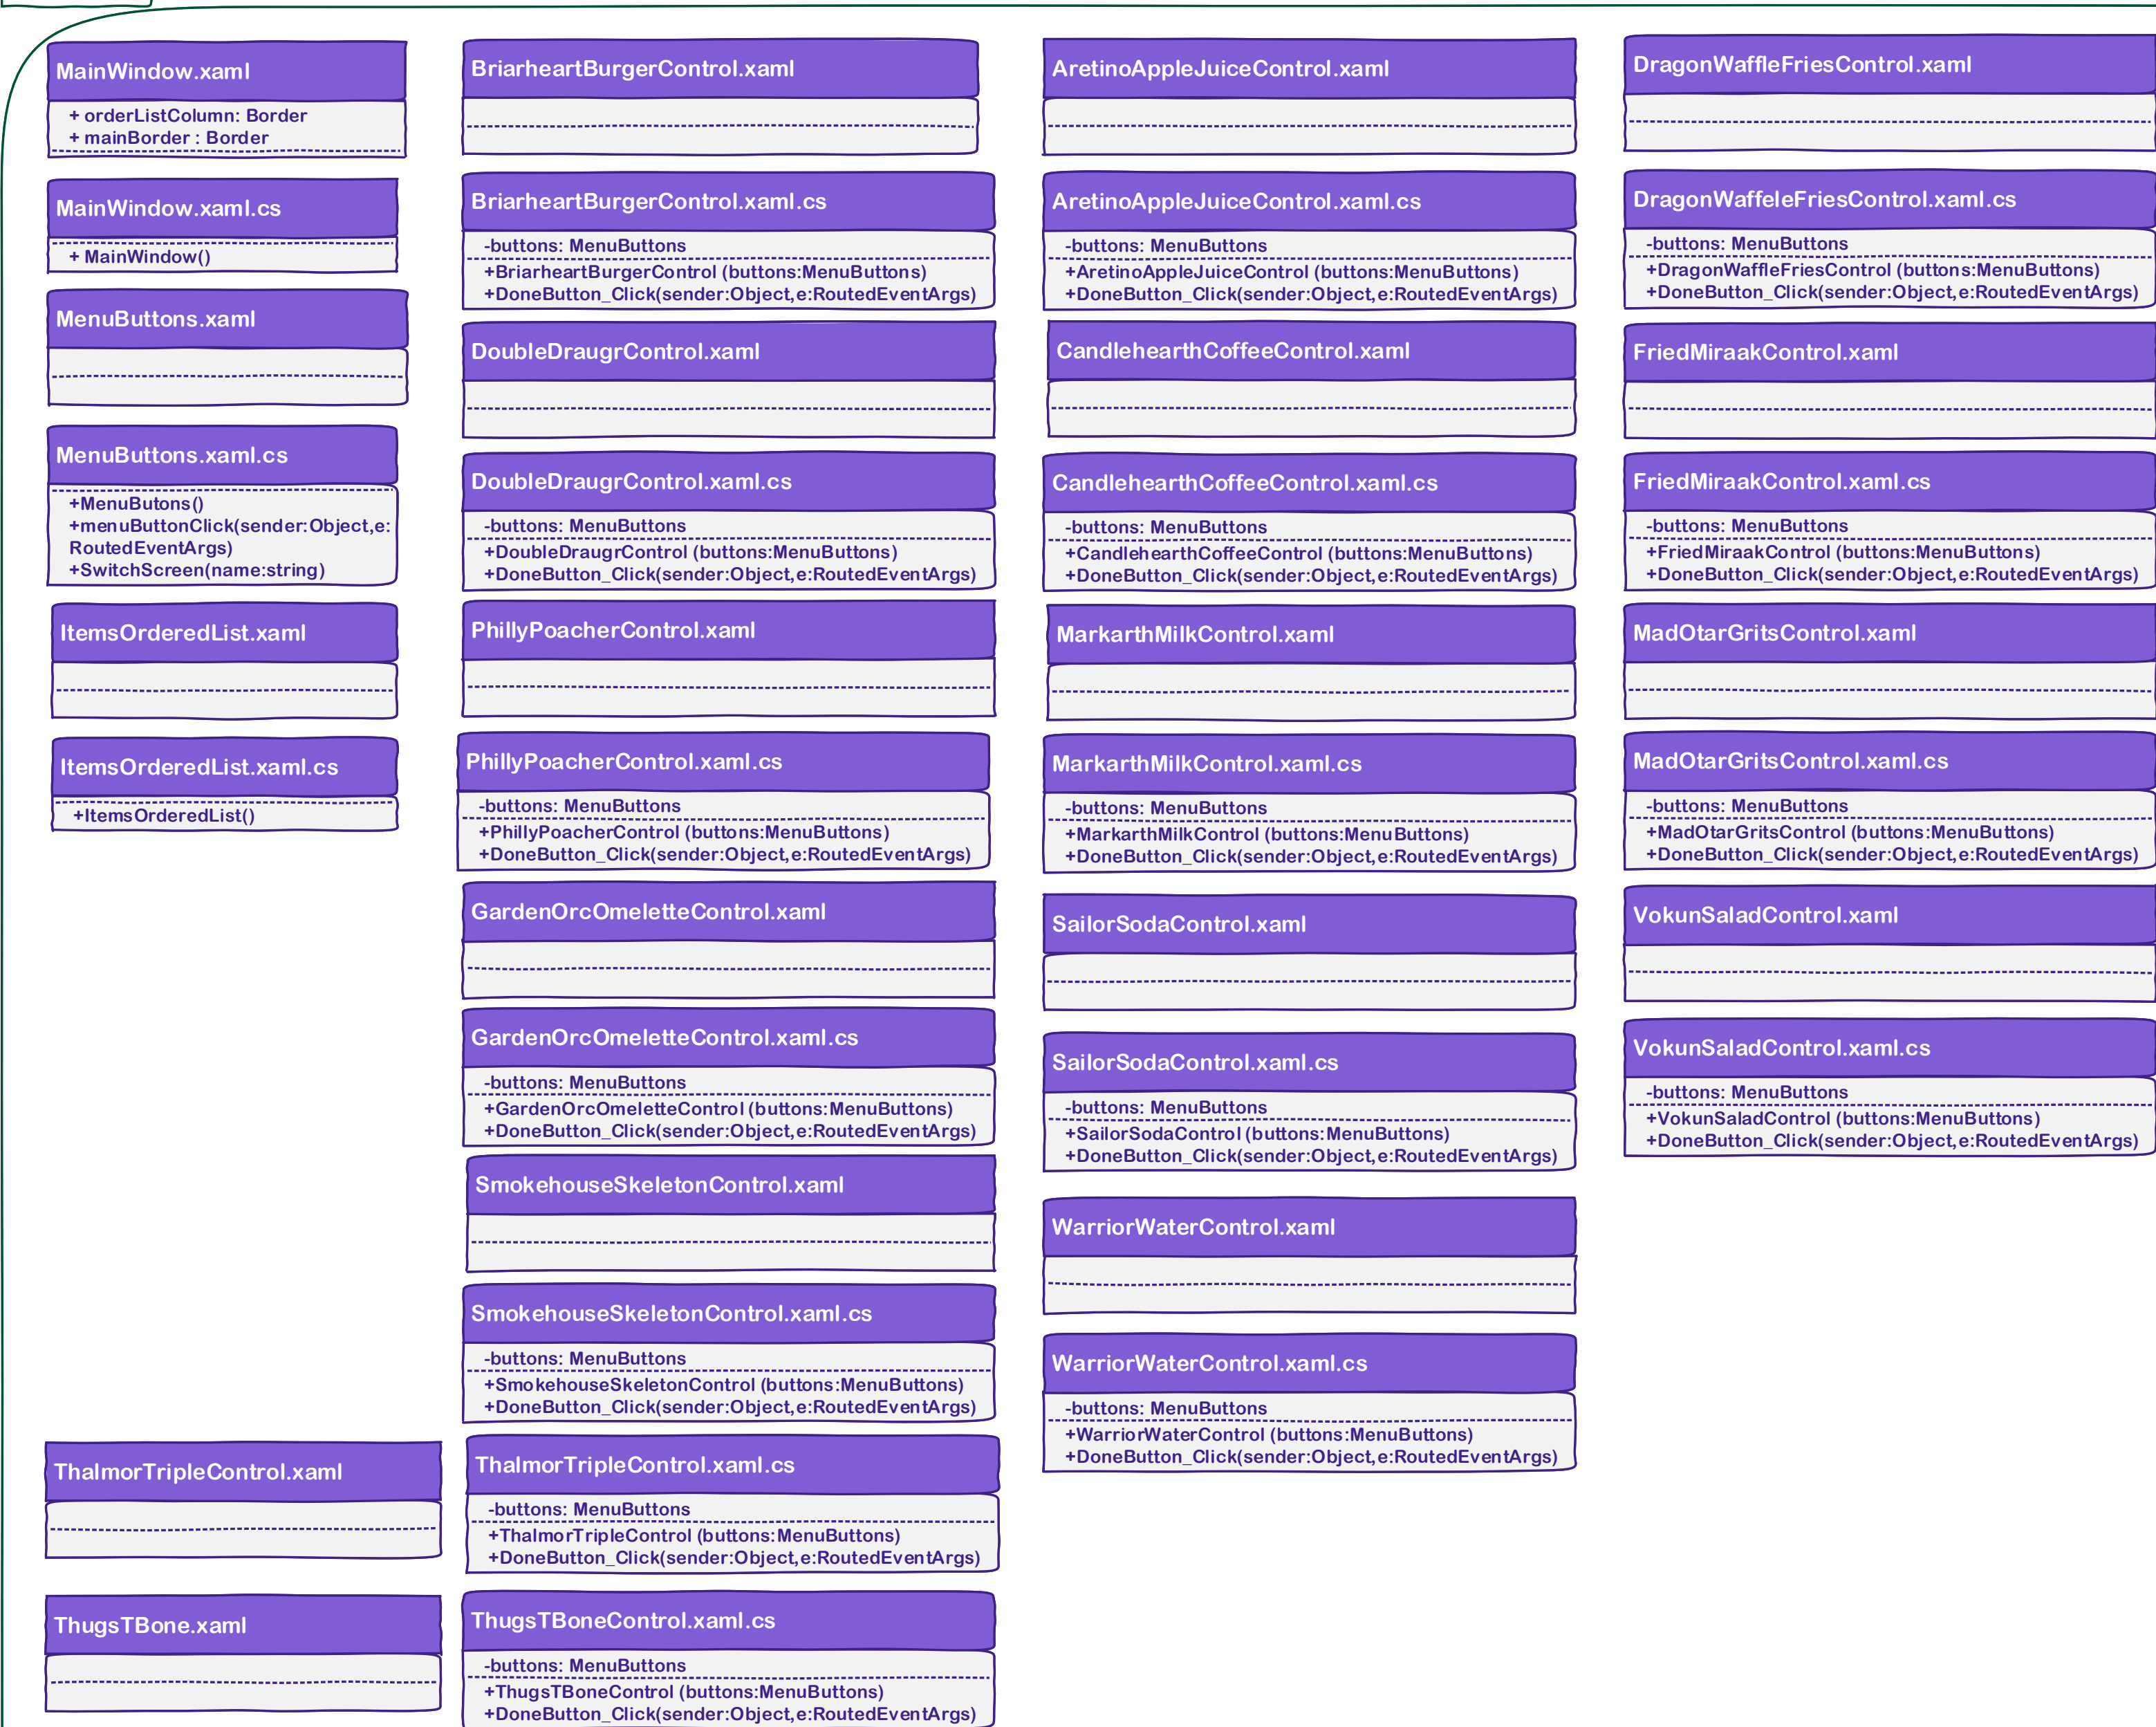 MainWindow.xaml
+ orderListColumn: Border
+ mainBorder : Border
MainWindow.xaml.cs
+ MainWindow()
MenuButtons.xaml
MenuButtons.xaml.cs
+MenuButons()
+menuButtonClick(sender:Object,e:
RoutedEventArgs)
+SwitchScreen(name:string)
ItemsOrderedList.xaml
ItemsOrderedList.xaml.cs
+ItemsOrderedList()
ThalmorTripleControl.xaml
ThugsTBone.xaml
BriarheartBurgerControl.xaml
BriarheartBurgerControl.xaml.cs
-buttons: MenuButtons
+BriarheartBurgerControl (buttons:MenuButtons)
+DoneButton_Click(sender:Object,e:RoutedEventArgs)
DoubleDraugrControl.xaml
DoubleDraugrControl.xaml.cs
-buttons: MenuButtons
+DoubleDraugrControl (buttons:MenuButtons)
+DoneButton_Click(sender:Object,e:RoutedEventArgs)
PhillyPoacherControl.xaml
PhillyPoacherControl.xaml.cs
-buttons: MenuButtons
+PhillyPoacherControl (buttons:MenuButtons)
+DoneButton_Click(sender:Object,e:RoutedEventArgs)
GardenOrcOmeletteControl.xaml
GardenOrcOmeletteControl.xaml.cs
-buttons: MenuButtons
+GardenOrcOmeletteControl (buttons:MenuButtons)
+DoneButton_Click(sender:Object,e:RoutedEventArgs)
SmokehouseSkeletonControl.xaml
SmokehouseSkeletonControl.xaml.cs
-buttons: MenuButtons
+SmokehouseSkeletonControl (buttons:MenuButtons)
+DoneButton_Click(sender:Object,e:RoutedEventArgs)
ThalmorTripleControl.xaml.cs
-buttons: MenuButtons
+ThalmorTripleControl (buttons:MenuButtons)
+DoneButton_Click(sender:Object,e:RoutedEventArgs)
ThugsTBoneControl.xaml.cs
-buttons: MenuButtons
+ThugsTBoneControl (buttons:MenuButtons)
+DoneButton_Click(sender:Object,e:RoutedEventArgs)
AretinoAppleJuiceControl.xaml
AretinoAppleJuiceControl.xaml.cs
-buttons: MenuButtons
+AretinoAppleJuiceControl (buttons:MenuButtons)
+DoneButton_Click(sender:Object,e:RoutedEventArgs)
CandlehearthCoffeeControl.xaml
CandlehearthCoffeeControl.xaml.cs
-buttons: MenuButtons
+CandlehearthCoffeeControl (buttons:MenuButtons)
+DoneButton_Click(sender:Object,e:RoutedEventArgs)
MarkarthMilkControl.xaml
MarkarthMilkControl.xaml.cs
-buttons: MenuButtons
+MarkarthMilkControl (buttons:MenuButtons)
+DoneButton_Click(sender:Object,e:RoutedEventArgs)
SailorSodaControl.xaml
SailorSodaControl.xaml.cs
-buttons: MenuButtons
+SailorSodaControl (buttons:MenuButtons)
+DoneButton_Click(sender:Object,e:RoutedEventArgs)
WarriorWaterControl.xaml
WarriorWaterControl.xaml.cs
-buttons: MenuButtons
+WarriorWaterControl (buttons:MenuButtons)
+DoneButton_Click(sender:Object,e:RoutedEventArgs)
DragonWaffleFriesControl.xaml
DragonWaffeleFriesControl.xaml.cs
-buttons: MenuButtons
+DragonWaffleFriesControl (buttons:MenuButtons)
+DoneButton_Click(sender:Object,e:RoutedEventArgs)
FriedMiraakControl.xaml
FriedMiraakControl.xaml.cs
-buttons: MenuButtons
+FriedMiraakControl (buttons:MenuButtons)
+DoneButton_Click(sender:Object,e:RoutedEventArgs)
MadOtarGritsControl.xaml
MadOtarGritsControl.xaml.cs
-buttons: MenuButtons
+MadOtarGritsControl (buttons:MenuButtons)
+DoneButton_Click(sender:Object,e:RoutedEventArgs)
VokunSaladControl.xaml
VokunSaladControl.xaml.cs
-buttons: MenuButtons
+VokunSaladControl (buttons:MenuButtons)
+DoneButton_Click(sender:Object,e:RoutedEventArgs)